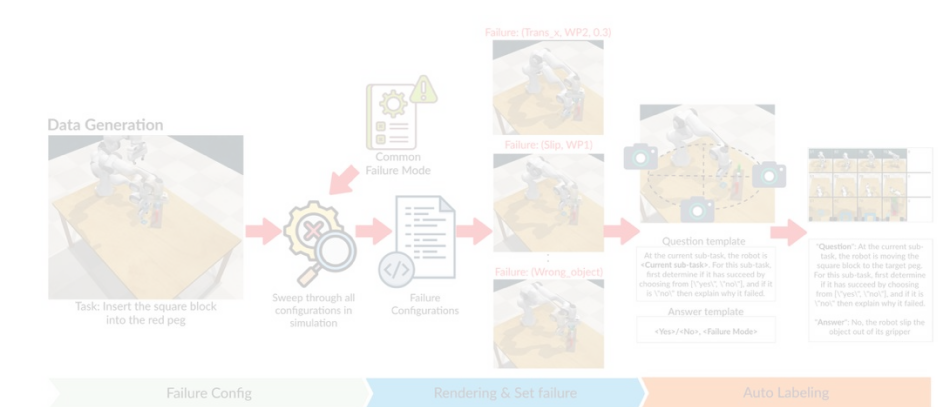 Failure: (Trans_x, WP2, 0.3)
Data Generation
Common
Failure Mode
Failure: (Slip, WP1)
Task: Insert the square block
into the red peg
Sweep through all
configurations in
simulation
Failure
Configurations
:
Failure: (Wrong_object)
Question template
At the current sub-task, the robot is
<Current sub-task>. For this sub-task,
first determine if it has succeed by
choosing from [\"yes\", \"no\"], and if it
is \"no\" then explain why it failed.
Answer template
<Yes>/<No>, <Failure Mode>
"Question": At the current sub-
task, the robot is moving the
square block to the target peg.
For this sub-task, first determine
if it has succeed by choosing
from [\"yes\", \"no\"], and if it is
\"no\" then explain why it failed.
"Answer": No, the robot slip the
object out of its gripper
Failure Config
Rendering & Set failure
Auto Labeling